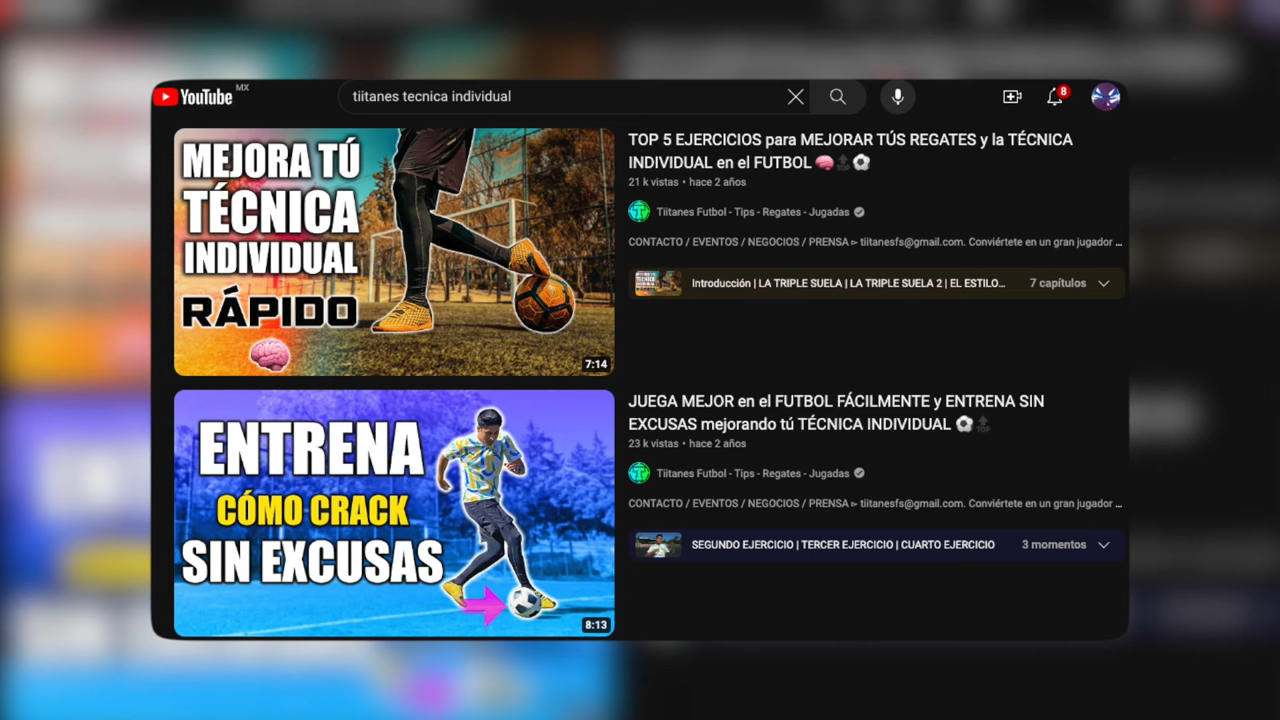 YouTube MX
tiitanes tecnica individual
8
MEJORA TÚ
TÉCNICA
INDIVIDUAL
RÁPIDO
7:14
TOP 5 EJERCICIOS para MEJORAR TÚS REGATES y la TÉCNICA
INDIVIDUAL en el FUTBOL 🧠🔝⚽
21 k vistas • hace 2 años
Tiitanes Futbol - Tips - Regates - Jugadas
CONTACTO / EVENTOS / NEGOCIOS / PRENSA ▻ tiitanesfs@gmail.com. Conviértete en un gran jugador ...
Introducción | LA TRIPLE SUELA | LA TRIPLE SUELA 2 | EL ESTILO...
7 capítulos
ENTRENA
CÓMO CRACK
SIN EXCUSAS
8:13
JUEGA MEJOR en el FUTBOL FÁCILMENTE y ENTRENA SIN
EXCUSAS mejorando tú TÉCNICA INDIVIDUAL ⚽🔝
23 k vistas • hace 2 años
Tiitanes Futbol - Tips - Regates - Jugadas
CONTACTO / EVENTOS / NEGOCIOS / PRENSA ▻ tiitanesfs@gmail.com. Conviértete en un gran jugador ...
SEGUNDO EJERCICIO | TERCER EJERCICIO | CUARTO EJERCICIO
3 momentos